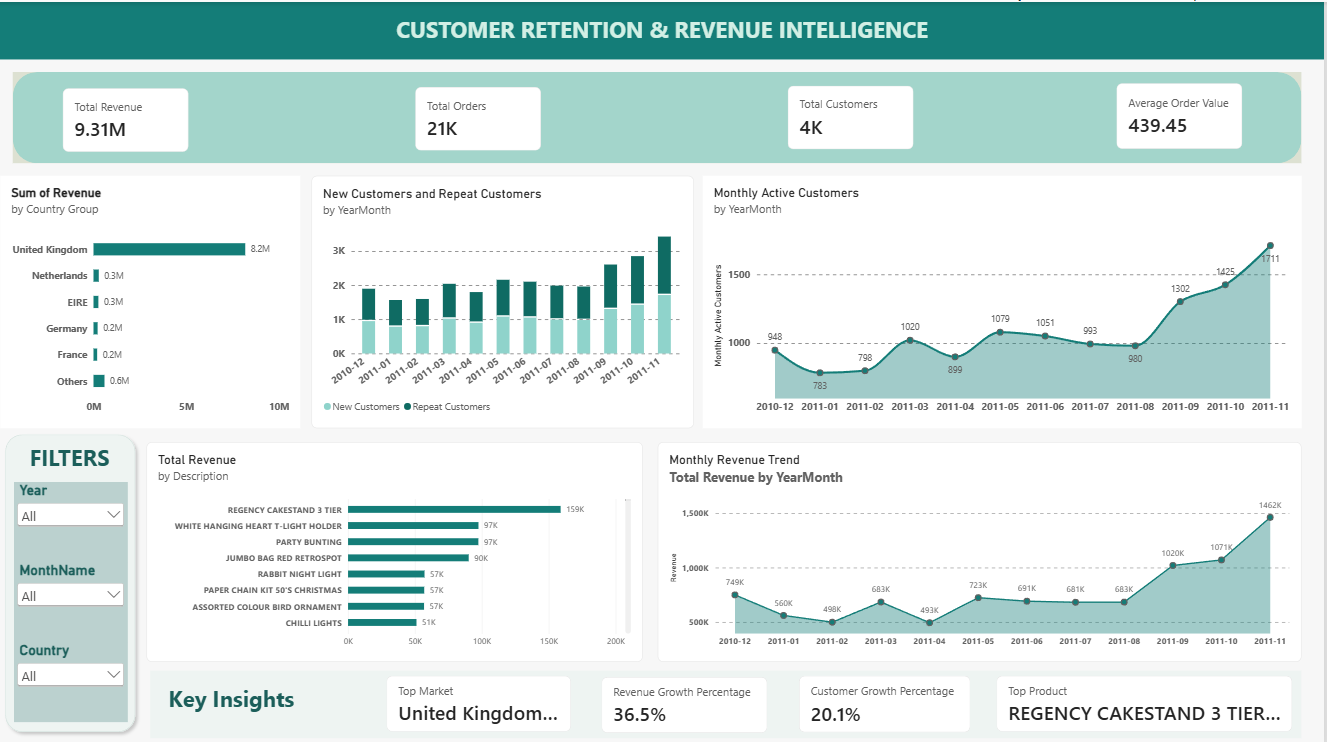 CUSTOMER RETENTION & REVENUE INTELLIGENCE
Total Revenue
9.31M
Total Orders
21K
Total Customers
4K
Average Order Value
439.45
Sum of Revenue
by Country Group
United Kingdom 8.2M
Netherlands 0.3M
EIRE 0.3M
Germany 0.2M
France 0.2M
Others 0.6M
0M 5M 10M
New Customers and Repeat Customers
by YearMonth
3K
2K
1K
0K
2010-12 2011-01 2011-02 2011-03 2011-04 2011-05 2011-06 2011-07 2011-08 2011-09 2011-10 2011-11
New Customers Repeat Customers
Monthly Active Customers
by YearMonth
Monthly Active Customers
1500
1000
948 783 798 1020 899 1079 1051 993 980 1302 1425 1711
2010-12 2011-01 2011-02 2011-03 2011-04 2011-05 2011-06 2011-07 2011-08 2011-09 2011-10 2011-11
FILTERS
Year
All
MonthName
All
Country
All
Total Revenue
by Description
REGENCY CAKESTAND 3 TIER 159K
WHITE HANGING HEART T-LIGHT HOLDER 97K
PARTY BUNTING 97K
JUMBO BAG RED RETROSPOT 90K
RABBIT NIGHT LIGHT 57K
PAPER CHAIN KIT 50'S CHRISTMAS 57K
ASSORTED COLOUR BIRD ORNAMENT 57K
CHILLI LIGHTS 51K
0K 50K 100K 150K 200K
Monthly Revenue Trend
Total Revenue by YearMonth
Revenue
1,500K
1,000K
500K
749K 560K 498K 683K 493K 723K 691K 681K 683K 1020K 1071K 1462K
2010-12 2011-01 2011-02 2011-03 2011-04 2011-05 2011-06 2011-07 2011-08 2011-09 2011-10 2011-11
Key Insights
Top Market
United Kingdom...
Revenue Growth Percentage
36.5%
Customer Growth Percentage
20.1%
Top Product
REGENCY CAKESTAND 3 TIER...